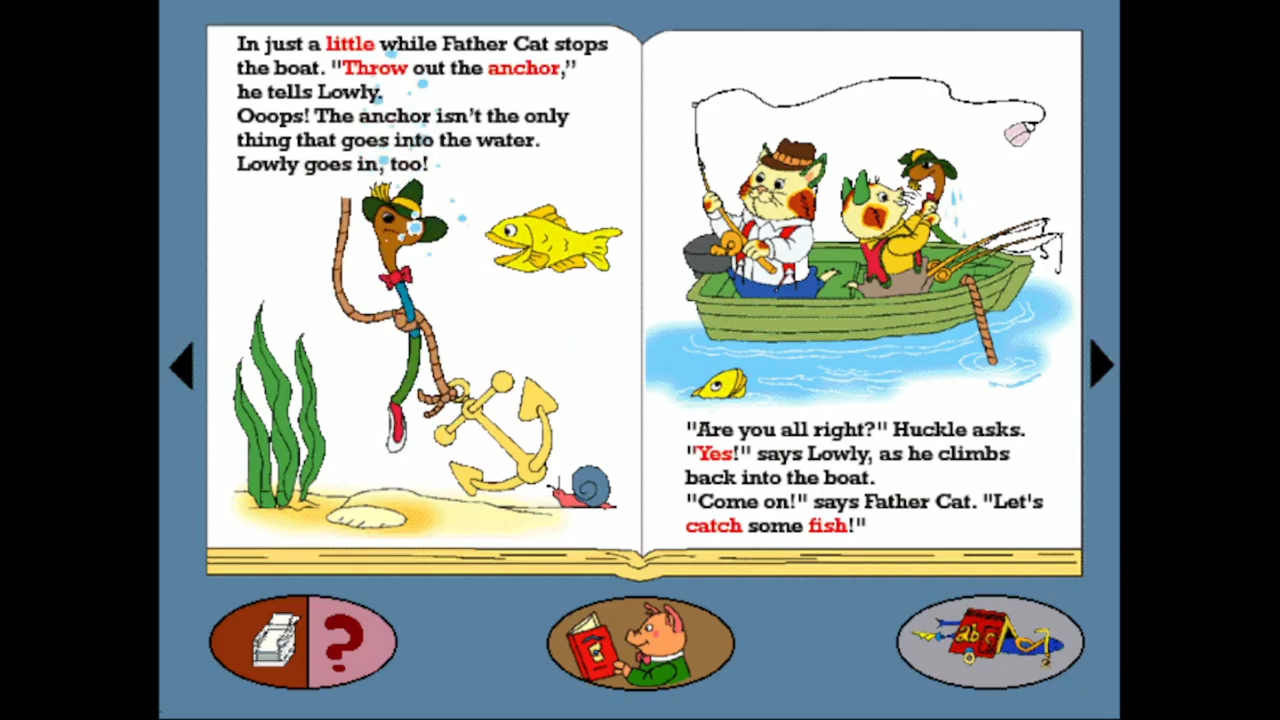 In just a little while Father Cat stops
the boat. "Throw out the anchor,”
he tells Lowly.
Ooops! The anchor isn't the only
thing that goes into the water.
Lowly goes in, too!
"Are you all right?" Huckle asks.
"Yes!" says Lowly, as he climbs
back into the boat.
"Come on!" says Father Cat. "Let's
catch some fish!"
?
abc